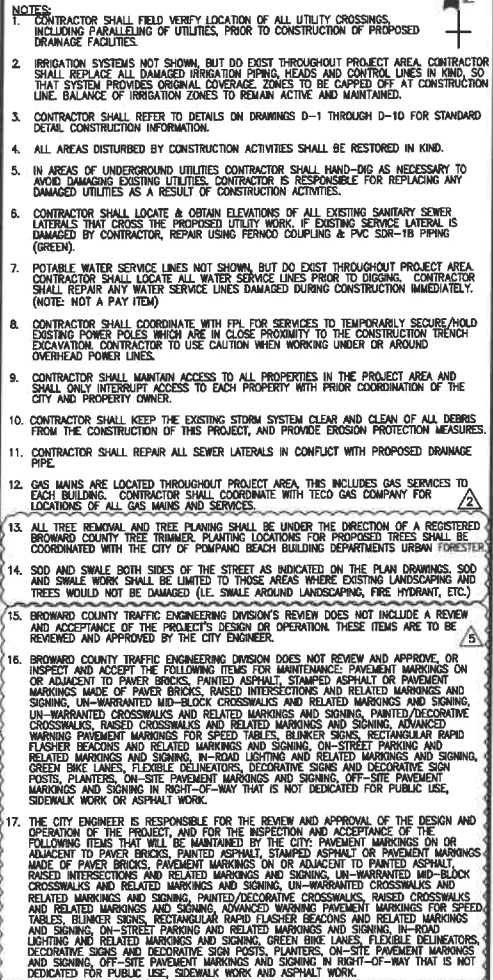 NOTES:
1. CONTRACTOR SHALL FIELD VERIFY LOCATION OF ALL UTILITY CROSSINGS,
INCLUDING PARALLELING OF UTILITIES, PRIOR TO CONSTRUCTION OF PROPOSED
DRAINAGE FACILITIES.
2. IRRIGATION SYSTEMS NOT SHOWN, BUT DO EXIST THROUGHOUT PROJECT AREA. CONTRACTOR
SHALL REPLACE ALL DAMAGED IRRIGATION PIPING, HEADS AND CONTROL LINES IN KIND, SO
THAT SYSTEM PROVIDES ORIGINAL COVERAGE. ZONES TO BE CAPPED OFF AT CONSTRUCTION
LINE. BALANCE OF IRRIGATION ZONES TO REMAIN ACTIVE AND MAINTAINED.
3. CONTRACTOR SHALL REFER TO DETAILS ON DRAWINGS D-1 THROUGH D-10 FOR STANDARD
DETAIL CONSTRUCTION INFORMATION.
4. ALL AREAS DISTURBED BY CONSTRUCTION ACTIVITIES SHALL BE RESTORED IN KIND.
5. IN AREAS OF UNDERGROUND UTILITIES CONTRACTOR SHALL HAND-DIG AS NECESSARY TO
AVOID DAMAGING EXISTING UTILITIES. CONTRACTOR IS RESPONSIBLE FOR REPLACING ANY
DAMAGED UTILITIES AS A RESULT OF CONSTRUCTION ACTIVITIES.
6. CONTRACTOR SHALL LOCATE & OBTAIN ELEVATIONS OF ALL EXISTING SANITARY SEWER
LATERALS THAT CROSS THE PROPOSED UTILITY WORK. IF EXISTING SERVICE LATERAL IS
DAMAGED BY CONTRACTOR, REPAIR USING FERNCO COUPLING & PVC SDR-18 PIPING
(GREEN).
7. POTABLE WATER SERVICE LINES NOT SHOWN, BUT DO EXIST THROUGHOUT PROJECT AREA.
CONTRACTOR SHALL LOCATE ALL WATER SERVICE LINES PRIOR TO DIGGING. CONTRACTOR
SHALL REPAIR ANY WATER SERVICE LINES DAMAGED DURING CONSTRUCTION IMMEDIATELY.
(NOTE: NOT A PAY ITEM)
8. CONTRACTOR SHALL COORDINATE WITH FPL FOR SERVICES TO TEMPORARILY SECURE/HOLD
EXISTING POWER POLES WHICH ARE IN CLOSE PROXIMITY TO THE CONSTRUCTION TRENCH
EXCAVATION. CONTRACTOR TO USE CAUTION WHEN WORKING UNDER OR AROUND
OVERHEAD POWER LINES.
9. CONTRACTOR SHALL MAINTAIN ACCESS TO ALL PROPERTIES IN THE PROJECT AREA AND
SHALL ONLY INTERRUPT ACCESS TO EACH PROPERTY WITH PRIOR COORDINATION OF THE
CITY AND PROPERTY OWNER.
10. CONTRACTOR SHALL KEEP THE EXISTING STORM SYSTEM CLEAR AND CLEAN OF ALL DEBRIS
FROM THE CONSTRUCTION OF THIS PROJECT, AND PROVIDE EROSION PROTECTION MEASURES.
11. CONTRACTOR SHALL REPAIR ALL SEWER LATERALS IN CONFLICT WITH PROPOSED DRAINAGE
PIPE.
12. GAS MAINS ARE LOCATED THROUGHOUT PROJECT AREA, THIS INCLUDES GAS SERVICES TO
EACH BUILDING. CONTRACTOR SHALL COORDINATE WITH TECO GAS COMPANY FOR
LOCATIONS OF ALL GAS MAINS AND SERVICES. 2
13. ALL TREE REMOVAL AND TREE PLANING SHALL BE UNDER THE DIRECTION OF A REGISTERED
BROWARD COUNTY TREE TRIMMER. PLANTING LOCATIONS FOR PROPOSED TREES SHALL BE
COORDINATED WITH THE CITY OF POMPANO BEACH BUILDING DEPARTMENTS URBAN FORESTER.
14. SOD AND SWALE BOTH SIDES OF THE STREET AS INDICATED ON THE PLAN DRAWINGS. SOD
AND SWALE WORK SHALL BE LIMITED TO THOSE AREAS WHERE EXISTING LANDSCAPING AND
TREES WOULD NOT BE DAMAGED (I.E. SWALE AROUND LANDSCAPING, FIRE HYDRANT, ETC.)
15. BROWARD COUNTY TRAFFIC ENGINEERING DIVISION'S REVIEW DOES NOT INCLUDE A REVIEW
AND ACCEPTANCE OF THE PROJECT'S DESIGN OR OPERATION. THESE ITEMS ARE TO BE
REVIEWED AND APPROVED BY THE CITY ENGINEER. 5
16. BROWARD COUNTY TRAFFIC ENGINEERING DIVISION DOES NOT REVIEW AND APPROVE, OR
INSPECT AND ACCEPT THE FOLLOWING ITEMS FOR MAINTENANCE: PAVEMENT MARKINGS ON
OR ADJACENT TO PAVER BRICKS, PAINTED ASPHALT, STAMPED ASPHALT OR PAVEMENT
MARKINGS MADE OF PAVER BRICKS, RAISED INTERSECTIONS AND RELATED MARKINGS AND
SIGNING, UN-WARRANTED MID-BLOCK CROSSWALKS AND RELATED MARKINGS AND SIGNING,
UN-WARRANTED CROSSWALKS AND RELATED MARKINGS AND SIGNING, PAINTED/DECORATIVE
CROSSWALKS, RAISED CROSSWALKS AND RELATED MARKINGS AND SIGNING, ADVANCED
WARNING PAVEMENT MARKINGS FOR SPEED TABLES, BLINKER SIGNS, RECTANGULAR RAPID
FLASHER BEACONS AND RELATED MARKINGS AND SIGNING, ON-STREET PARKING AND
RELATED MARKINGS AND SIGNING, IN-ROAD LIGHTING AND RELATED MARKINGS AND SIGNING,
GREEN BIKE LANES, FLEXIBLE DELINEATORS, DECORATIVE SIGNS AND DECORATIVE SIGN
POSTS, PLANTERS, ON-SITE PAVEMENT MARKINGS AND SIGNING, OFF-SITE PAVEMENT
MARKINGS AND SIGNING IN RIGHT-OF-WAY THAT IS NOT DEDICATED FOR PUBLIC USE,
SIDEWALK WORK OR ASPHALT WORK.
17. THE CITY ENGINEER IS RESPONSIBLE FOR THE REVIEW AND APPROVAL OF THE DESIGN AND
OPERATION OF THE PROJECT, AND FOR THE INSPECTION AND ACCEPTANCE OF THE
FOLLOWING ITEMS THAT WILL BE MAINTAINED BY THE CITY: PAVEMENT MARKINGS ON OR
ADJACENT TO PAVER BRICKS, PAINTED ASPHALT, STAMPED ASPHALT OR PAVEMENT MARKINGS
MADE OF PAVER BRICKS, PAVEMENT MARKINGS ON OR ADJACENT TO PAINTED ASPHALT,
RAISED INTERSECTIONS AND RELATED MARKINGS AND SIGNING, UN-WARRANTED MID-BLOCK
CROSSWALKS AND RELATED MARKINGS AND SIGNING, UN-WARRANTED CROSSWALKS AND
RELATED MARKINGS AND SIGNING, PAINTED/DECORATIVE CROSSWALKS, RAISED CROSSWALKS
AND RELATED MARKINGS AND SIGNING, ADVANCED WARNING PAVEMENT MARKINGS FOR SPEED
TABLES, BLINKER SIGNS, RECTANGULAR RAPID FLASHER BEACONS AND RELATED MARKINGS
AND SIGNING, ON-STREET PARKING AND RELATED MARKINGS AND SIGNING, IN-ROAD
LIGHTING AND RELATED MARKINGS AND SIGNING, GREEN BIKE LANES, FLEXIBLE DELINEATORS,
DECORATIVE SIGNS AND DECORATIVE SIGN POSTS, PLANTERS, ON-SITE PAVEMENT MARKINGS
AND SIGNING, OFF-SITE PAVEMENT MARKINGS AND SIGNING IN RIGHT-OF-WAY THAT IS NOT
DEDICATED FOR PUBLIC USE, SIDEWALK WORK AND ASPHALT WORK.